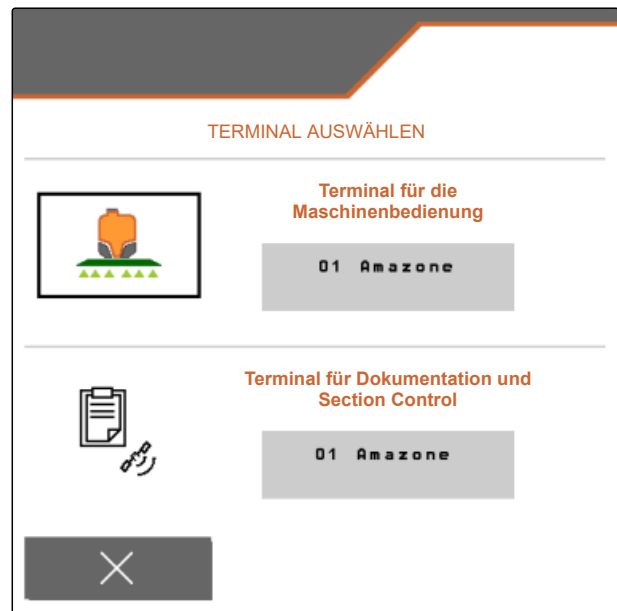 TERMINAL AUSWÄHLEN
Terminal für die
Maschinenbedienung
01 Amazone
Terminal für Dokumentation und
Section Control
01 Amazone